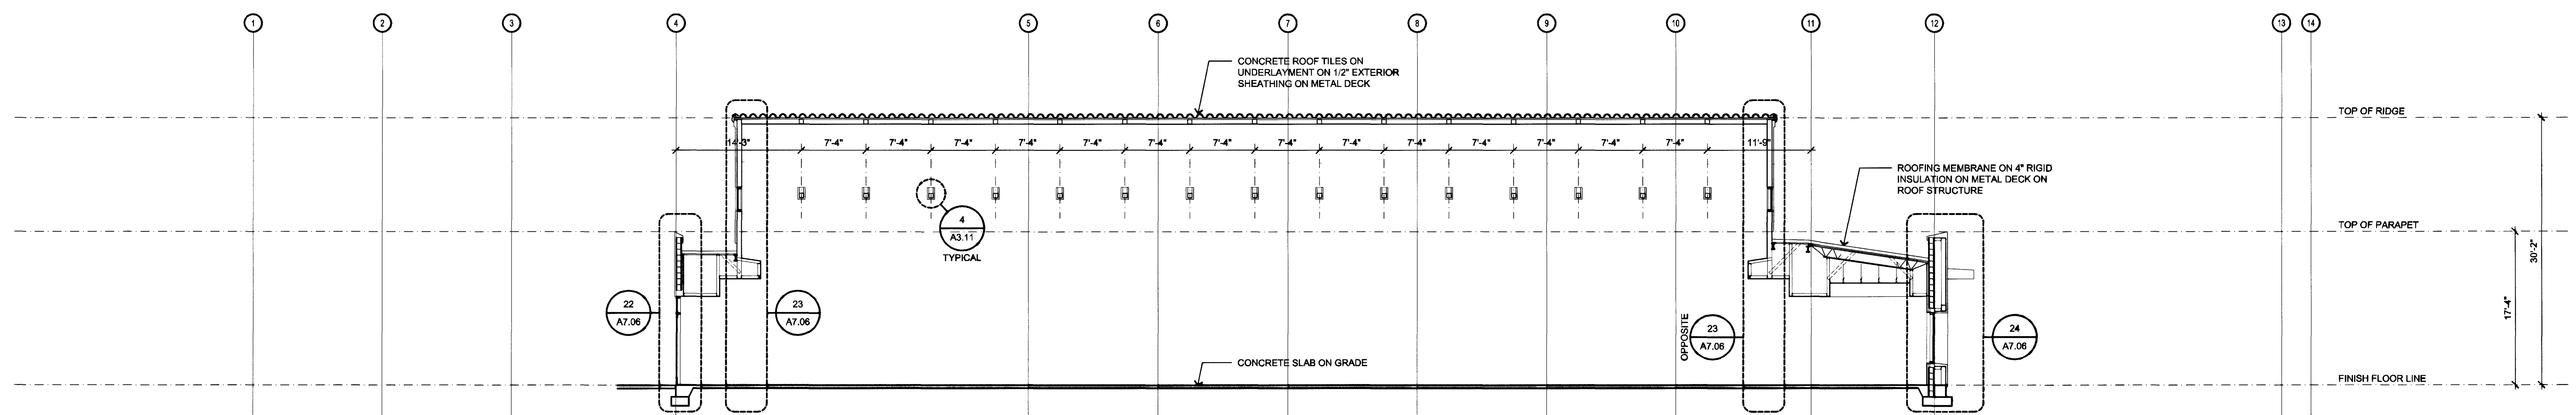 1 2 3 4 5 6 7 8 9 10 11 12 13 14
CONCRETE ROOF TILES ON
UNDERLAYMENT ON 1/2" EXTERIOR
SHEATHING ON METAL DECK
TOP OF RIDGE
14'-3" 7'-4" 7'-4" 7'-4" 7'-4" 7'-4" 7'-4" 7'-4" 7'-4" 7'-4" 7'-4" 7'-4" 7'-4" 7'-4" 7'-4" 11'-9"
ROOFING MEMBRANE ON 4" RIGID
INSULATION ON METAL DECK ON
ROOF STRUCTURE
4
A3.11
TYPICAL
TOP OF PARAPET
30'-2"
17'-4"
22
A7.06
23
A7.06
OPPOSITE
23
A7.06
24
A7.06
CONCRETE SLAB ON GRADE
FINISH FLOOR LINE